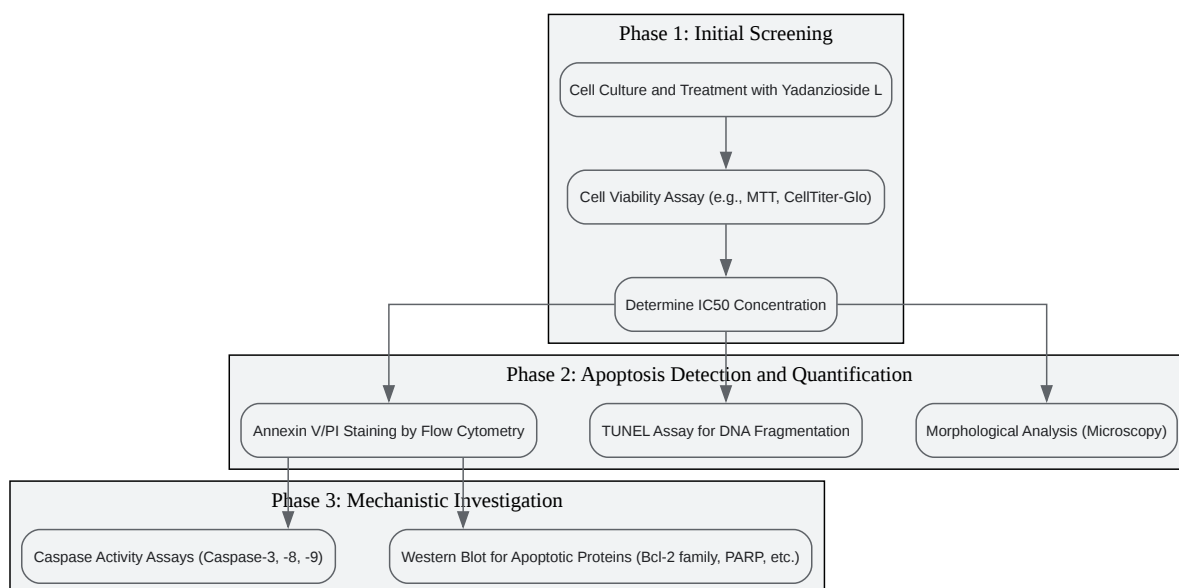 Phase 1: Initial Screening
Cell Culture and Treatment with Yadanzioside L
Cell Viability Assay (e.g., MTT, CellTiter-Glo)
Determine IC50 Concentration
Phase 2: Apoptosis Detection and Quantification
Annexin V/PI Staining by Flow Cytometry
TUNEL Assay for DNA Fragmentation
Morphological Analysis (Microscopy)
Phase 3: Mechanistic Investigation
Caspase Activity Assays (Caspase-3, -8, -9)
Western Blot for Apoptotic Proteins (Bcl-2 family, PARP, etc.)